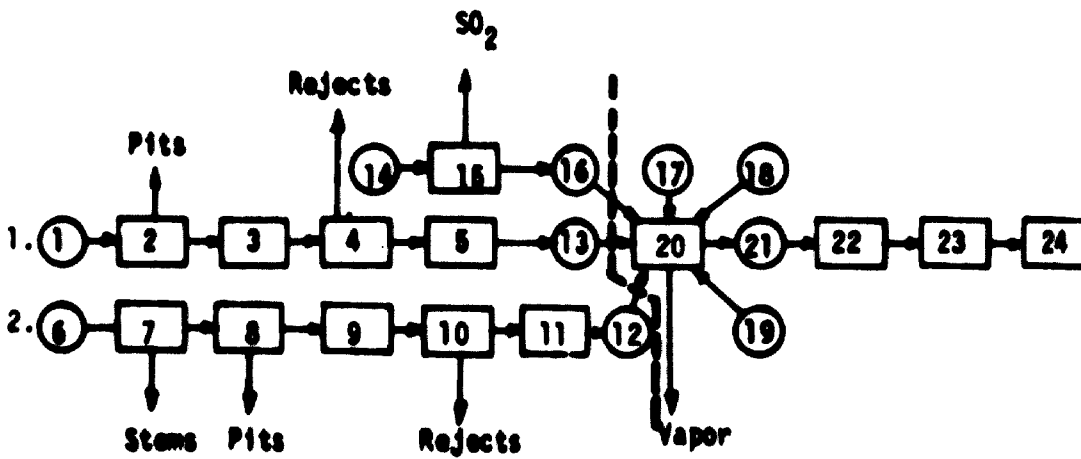 SO2
Rejects
Pits
14 15 16 17 18
1. 1 2 3 4 5 13 20 21 22 23 24
2. 6 7 8 9 10 11 12 19
Stems Pits Rejects Vapor